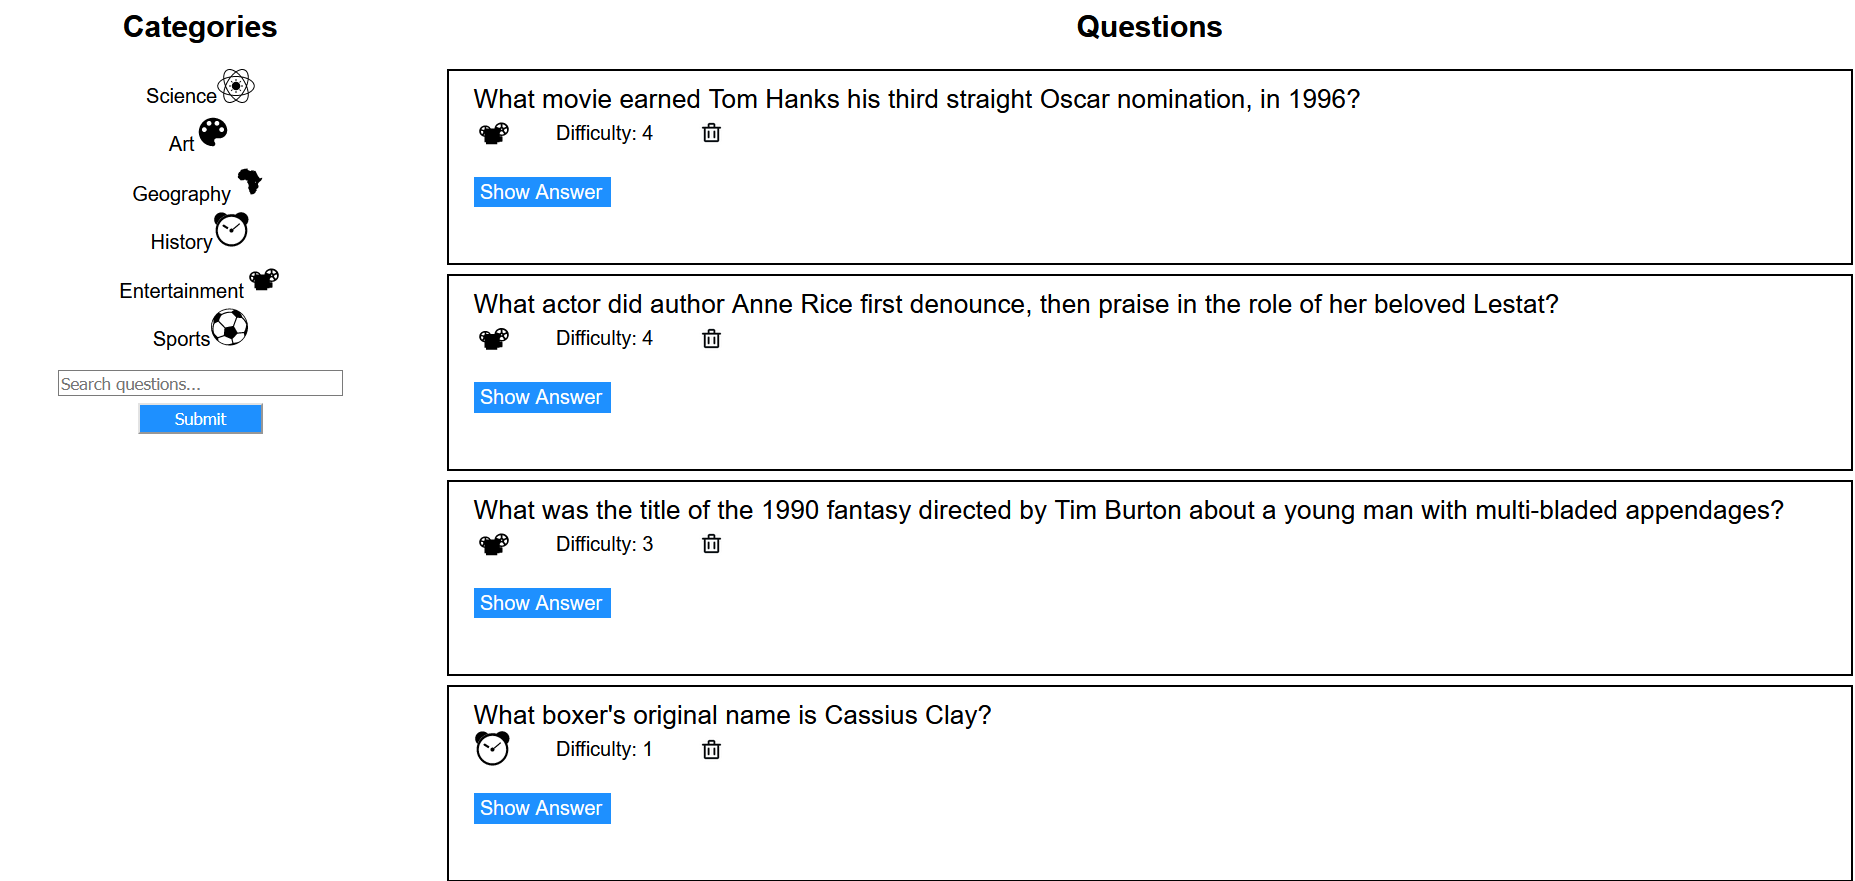 Categories
Science
Art
Geography
History
Entertainment
Sports
Search questions...
Submit
Questions
What movie earned Tom Hanks his third straight Oscar nomination, in 1996?
Difficulty: 4
Show Answer
What actor did author Anne Rice first denounce, then praise in the role of her beloved Lestat?
Difficulty: 4
Show Answer
What was the title of the 1990 fantasy directed by Tim Burton about a young man with multi-bladed appendages?
Difficulty: 3
Show Answer
What boxer's original name is Cassius Clay?
Difficulty: 1
Show Answer